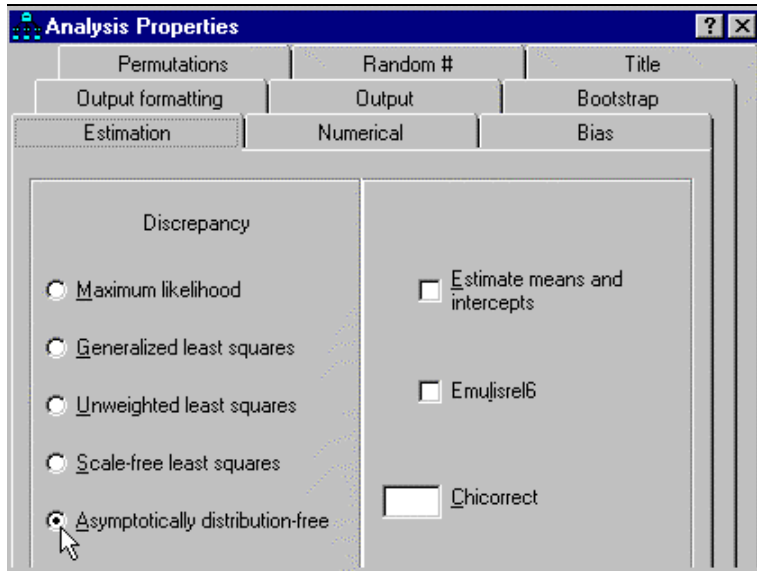 Analysis Properties
Permutations
Random #
Title
Output formatting
Output
Bootstrap
Estimation
Numerical
Bias
Discrepancy
Maximum likelihood
Generalized least squares
Unweighted least squares
Scale-free least squares
Asymptotically distribution-free
Estimate means and
intercepts
Emulisrel6
Chicorrect